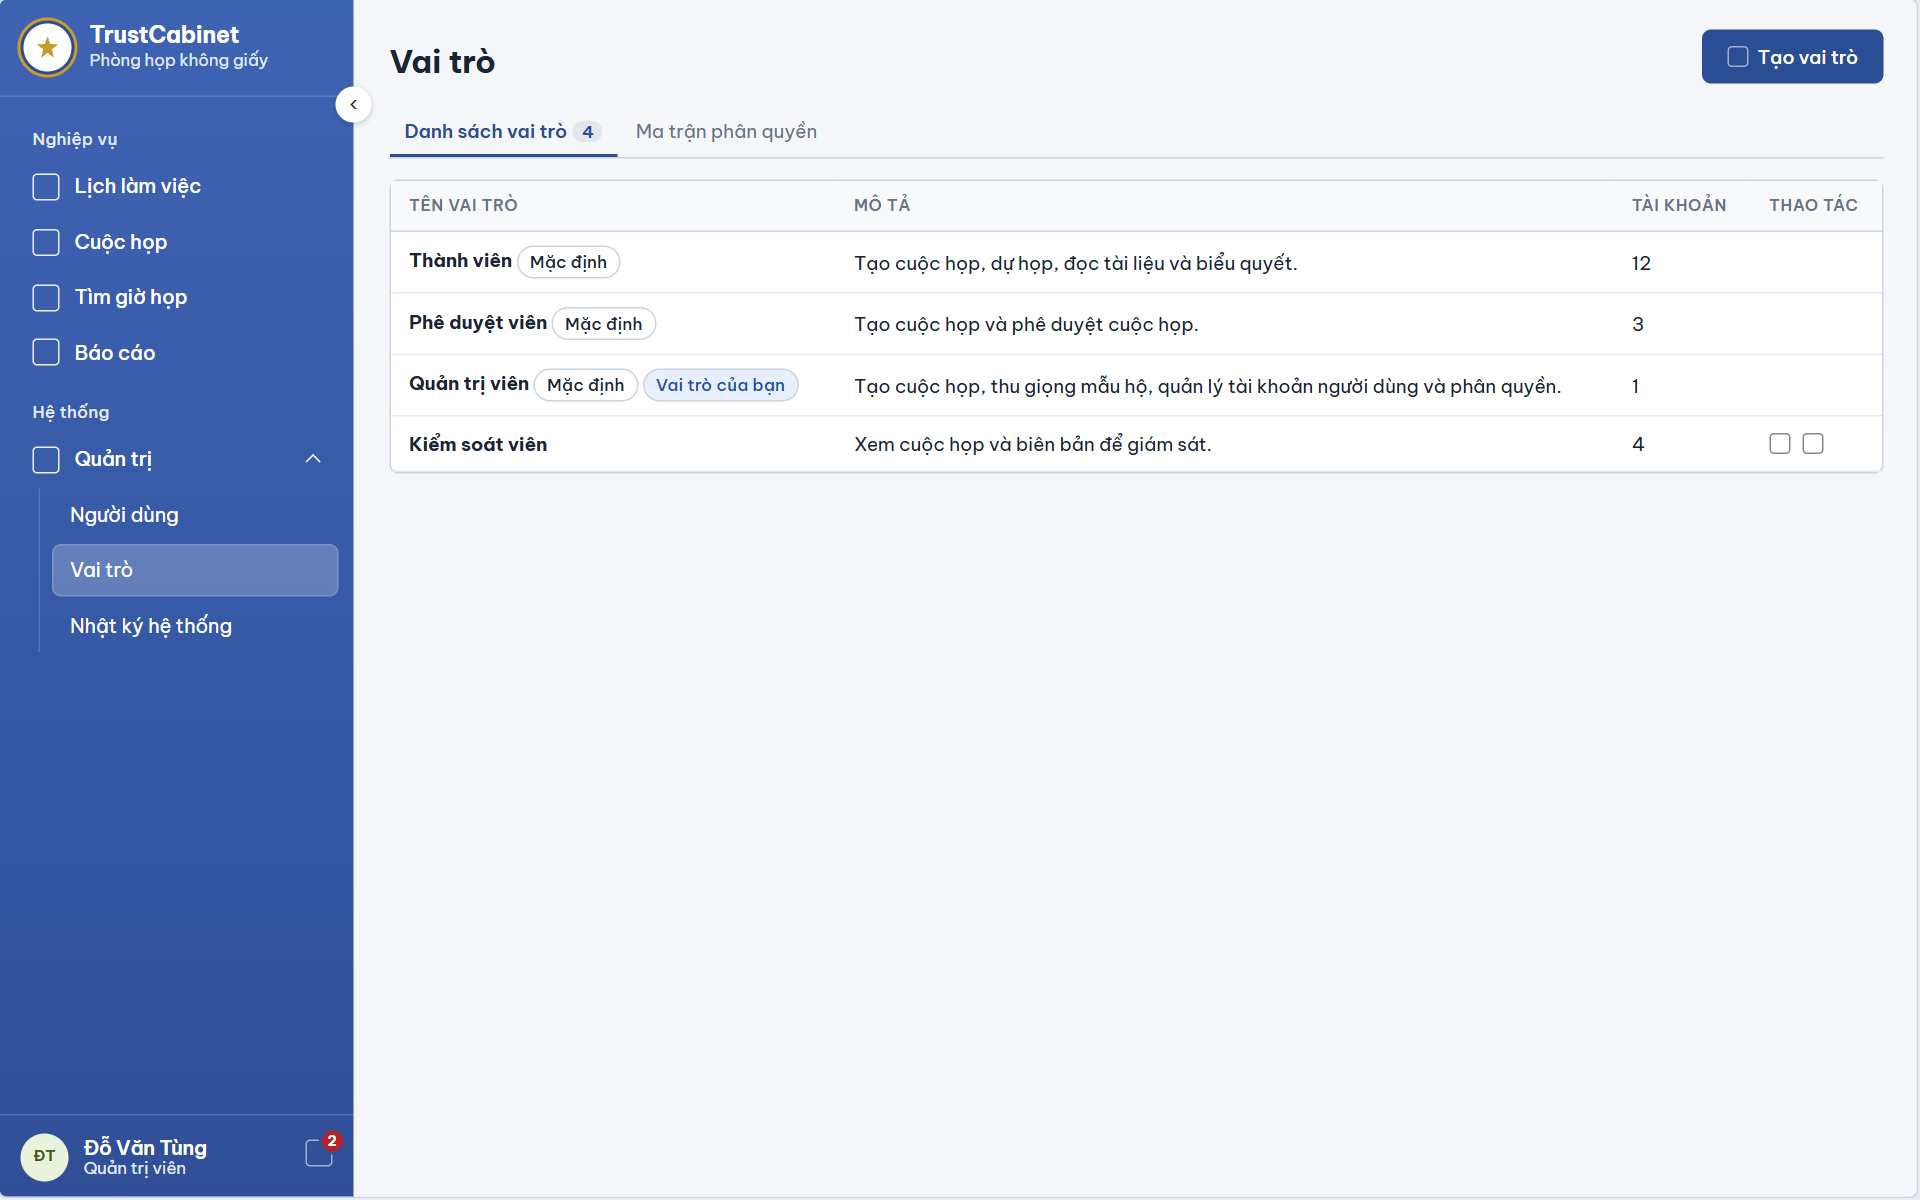 TrustCabinet
Phòng họp không giấy
Nghiệp vụ
Lịch làm việc
Cuộc họp
Tìm giờ họp
Báo cáo
Hệ thống
Quản trị
Người dùng
Vai trò
Nhật ký hệ thống
ĐT
Đỗ Văn Tùng
Quản trị viên
2
Vai trò
Tạo vai trò
Danh sách vai trò 4 Ma trận phân quyền
TÊN VAI TRÒ MÔ TẢ TÀI KHOẢN THAO TÁC
Thành viên Mặc định Tạo cuộc họp, dự họp, đọc tài liệu và biểu quyết. 12
Phê duyệt viên Mặc định Tạo cuộc họp và phê duyệt cuộc họp. 3
Quản trị viên Mặc định Vai trò của bạn Tạo cuộc họp, thu giọng mẫu hộ, quản lý tài khoản người dùng và phân quyền. 1
Kiểm soát viên Xem cuộc họp và biên bản để giám sát. 4